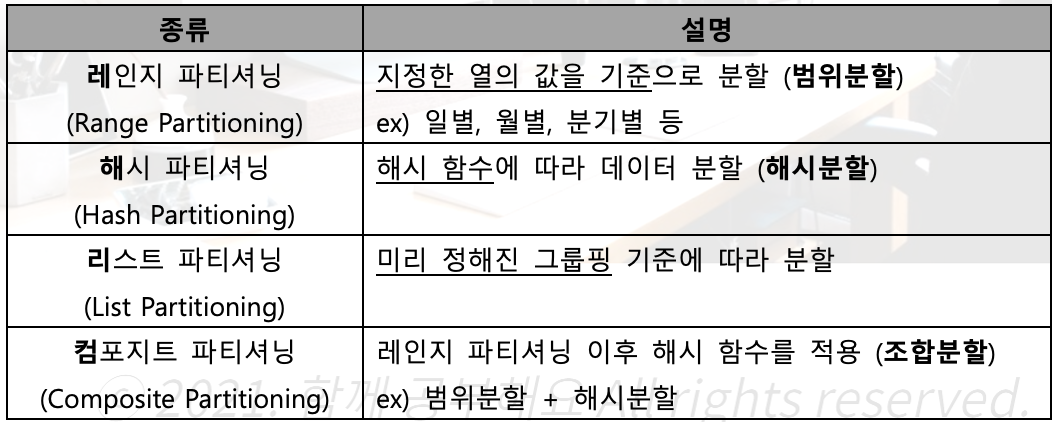 종류 설명
레인지 파티셔닝 지정한 열의 값을 기준으로 분할 (범위분할)
(Range Partitioning) ex) 일별, 월별, 분기별 등
해시 파티셔닝 해시 함수에 따라 데이터 분할 (해시분할)
(Hash Partitioning)
리스트 파티셔닝 미리 정해진 그룹핑 기준에 따라 분할
(List Partitioning)
컴포지트 파티셔닝 레인지 파티셔닝 이후 해시 함수를 적용 (조합분할)
(Composite Partitioning) ex) 범위분할 + 해시분할
ⓒ 2021. 함께 공부해요 All rights reserved.